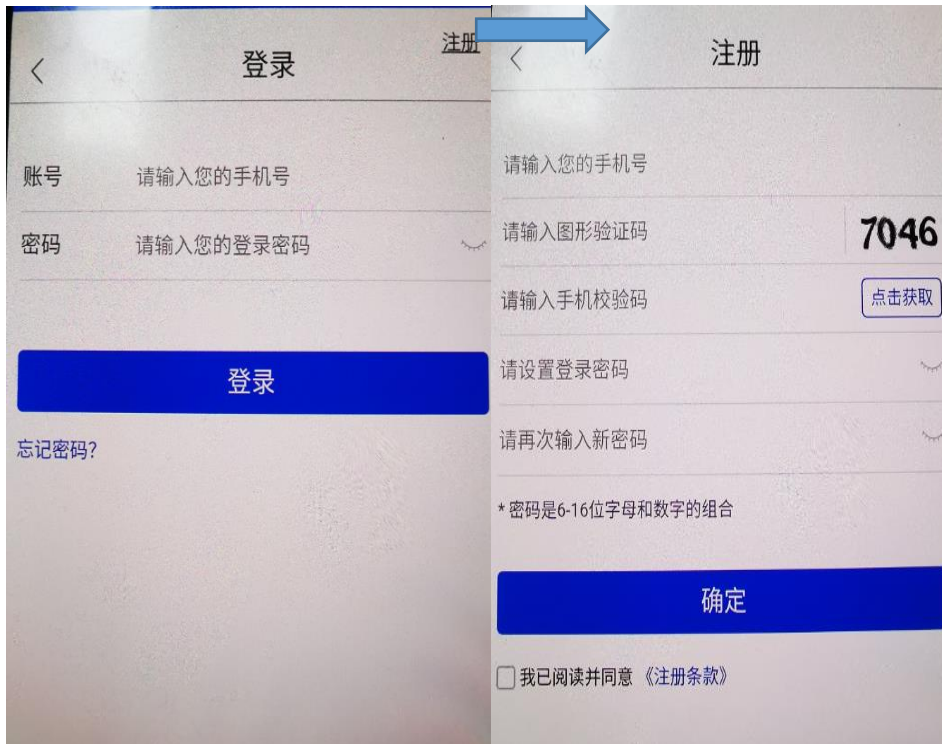 登录
注册
账号 请输入您的手机号
密码 请输入您的登录密码
登录
忘记密码?
注册
请输入您的手机号
请输入图形验证码 7046
请输入手机校验码 点击获取
请设置登录密码
请再次输入新密码
* 密码是6-16位字母和数字的组合
确定
我已阅读并同意《注册条款》